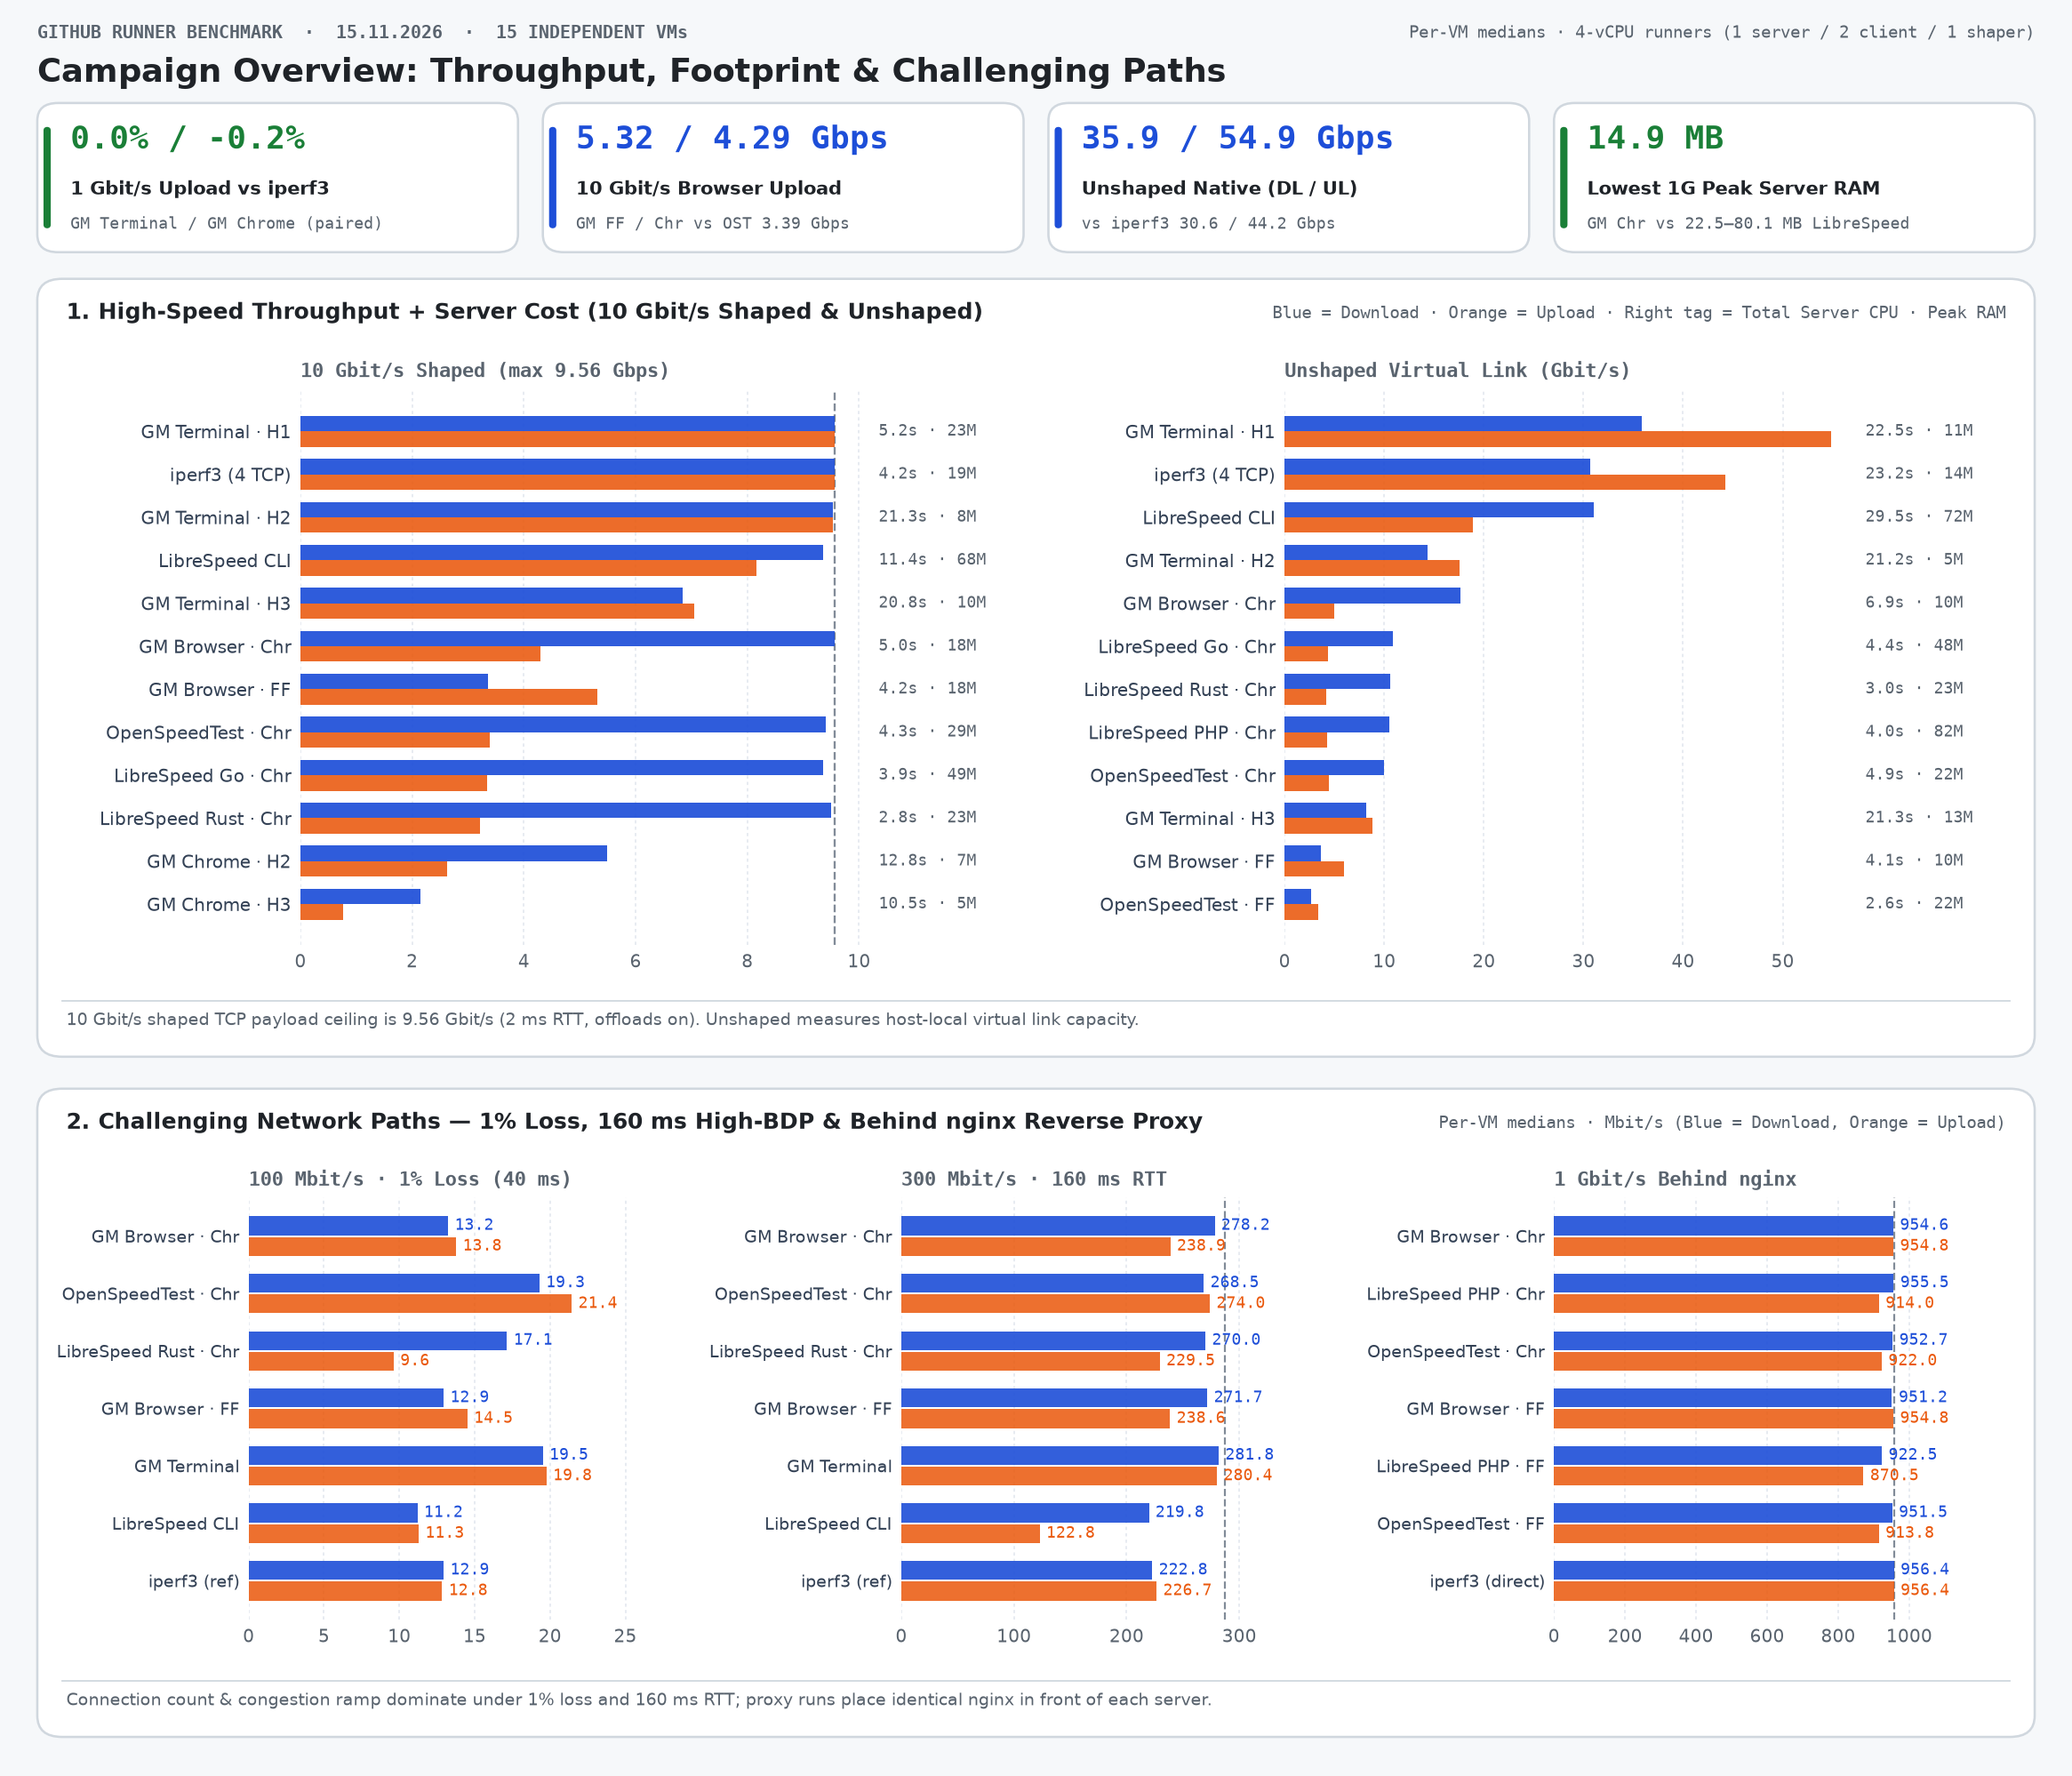 GITHUB RUNNER BENCHMARK · 15.11.2026 · 15 INDEPENDENT VMs
Per-VM medians · 4-vCPU runners (1 server / 2 client / 1 shaper)
Campaign Overview: Throughput, Footprint & Challenging Paths
0.0% / -0.2%
1 Gbit/s Upload vs iperf3
GM Terminal / GM Chrome (paired)
5.32 / 4.29 Gbps
10 Gbit/s Browser Upload
GM FF / Chr vs OST 3.39 Gbps
35.9 / 54.9 Gbps
Unshaped Native (DL / UL)
vs iperf3 30.6 / 44.2 Gbps
14.9 MB
Lowest 1G Peak Server RAM
GM Chr vs 22.5–80.1 MB LibreSpeed
1. High-Speed Throughput + Server Cost (10 Gbit/s Shaped & Unshaped)
Blue = Download · Orange = Upload · Right tag = Total Server CPU · Peak RAM
10 Gbit/s Shaped (max 9.56 Gbps)
GM Terminal · H1 5.2s · 23M
iperf3 (4 TCP) 4.2s · 19M
GM Terminal · H2 21.3s · 8M
LibreSpeed CLI 11.4s · 68M
GM Terminal · H3 20.8s · 10M
GM Browser · Chr 5.0s · 18M
GM Browser · FF 4.2s · 18M
OpenSpeedTest · Chr 4.3s · 29M
LibreSpeed Go · Chr 3.9s · 49M
LibreSpeed Rust · Chr 2.8s · 23M
GM Chrome · H2 12.8s · 7M
GM Chrome · H3 10.5s · 5M
0 2 4 6 8 10
Unshaped Virtual Link (Gbit/s)
GM Terminal · H1 22.5s · 11M
iperf3 (4 TCP) 23.2s · 14M
LibreSpeed CLI 29.5s · 72M
GM Terminal · H2 21.2s · 5M
GM Browser · Chr 6.9s · 10M
LibreSpeed Go · Chr 4.4s · 48M
LibreSpeed Rust · Chr 3.0s · 23M
LibreSpeed PHP · Chr 4.0s · 82M
OpenSpeedTest · Chr 4.9s · 22M
GM Terminal · H3 21.3s · 13M
GM Browser · FF 4.1s · 10M
OpenSpeedTest · FF 2.6s · 22M
0 10 20 30 40 50
10 Gbit/s shaped TCP payload ceiling is 9.56 Gbit/s (2 ms RTT, offloads on). Unshaped measures host-local virtual link capacity.
2. Challenging Network Paths — 1% Loss, 160 ms High-BDP & Behind nginx Reverse Proxy
Per-VM medians · Mbit/s (Blue = Download, Orange = Upload)
100 Mbit/s · 1% Loss (40 ms)
GM Browser · Chr 13.2
13.8
OpenSpeedTest · Chr 19.3
21.4
LibreSpeed Rust · Chr 17.1
9.6
GM Browser · FF 12.9
14.5
GM Terminal 19.5
19.8
LibreSpeed CLI 11.2
11.3
iperf3 (ref) 12.9
12.8
0 5 10 15 20 25
300 Mbit/s · 160 ms RTT
GM Browser · Chr 278.2
238.9
OpenSpeedTest · Chr 268.5
274.0
LibreSpeed Rust · Chr 270.0
229.5
GM Browser · FF 271.7
238.6
GM Terminal 281.8
280.4
LibreSpeed CLI 219.8
122.8
iperf3 (ref) 222.8
226.7
0 100 200 300
1 Gbit/s Behind nginx
GM Browser · Chr 954.6
954.8
LibreSpeed PHP · Chr 955.5
914.0
OpenSpeedTest · Chr 952.7
922.0
GM Browser · FF 951.2
954.8
LibreSpeed PHP · FF 922.5
870.5
OpenSpeedTest · FF 951.5
913.8
iperf3 (direct) 956.4
956.4
0 200 400 600 800 1000
Connection count & congestion ramp dominate under 1% loss and 160 ms RTT; proxy runs place identical nginx in front of each server.